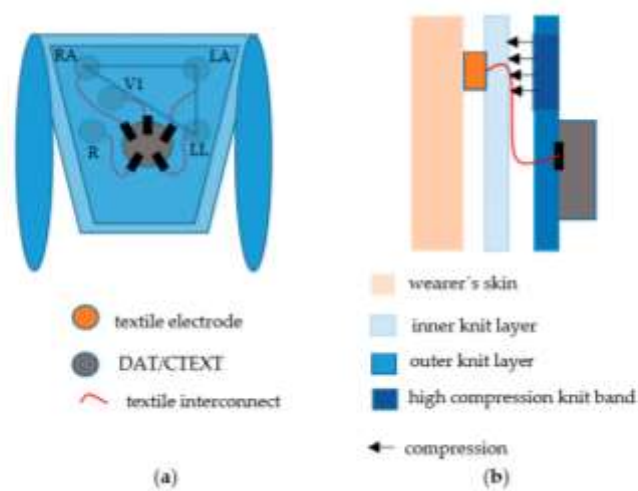 RA
LA
V1
R
LL
textile electrode
DAT/CTEXT
textile interconnect
(a)
wearer´s skin
inner knit layer
outer knit layer
high compression knit band
compression
(b)